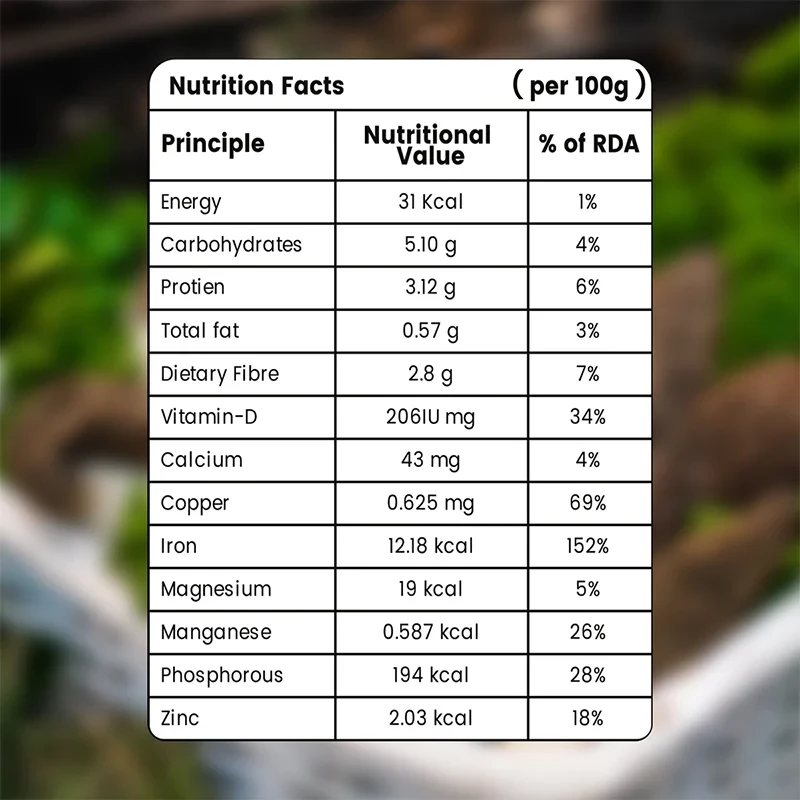 Nutrition Facts ( per 100g )
Principle Nutritional Value % of RDA
Energy 31 Kcal 1%
Carbohydrates 5.10 g 4%
Protien 3.12 g 6%
Total fat 0.57 g 3%
Dietary Fibre 2.8 g 7%
Vitamin-D 206IU mg 34%
Calcium 43 mg 4%
Copper 0.625 mg 69%
Iron 12.18 kcal 152%
Magnesium 19 kcal 5%
Manganese 0.587 kcal 26%
Phosphorous 194 kcal 28%
Zinc 2.03 kcal 18%